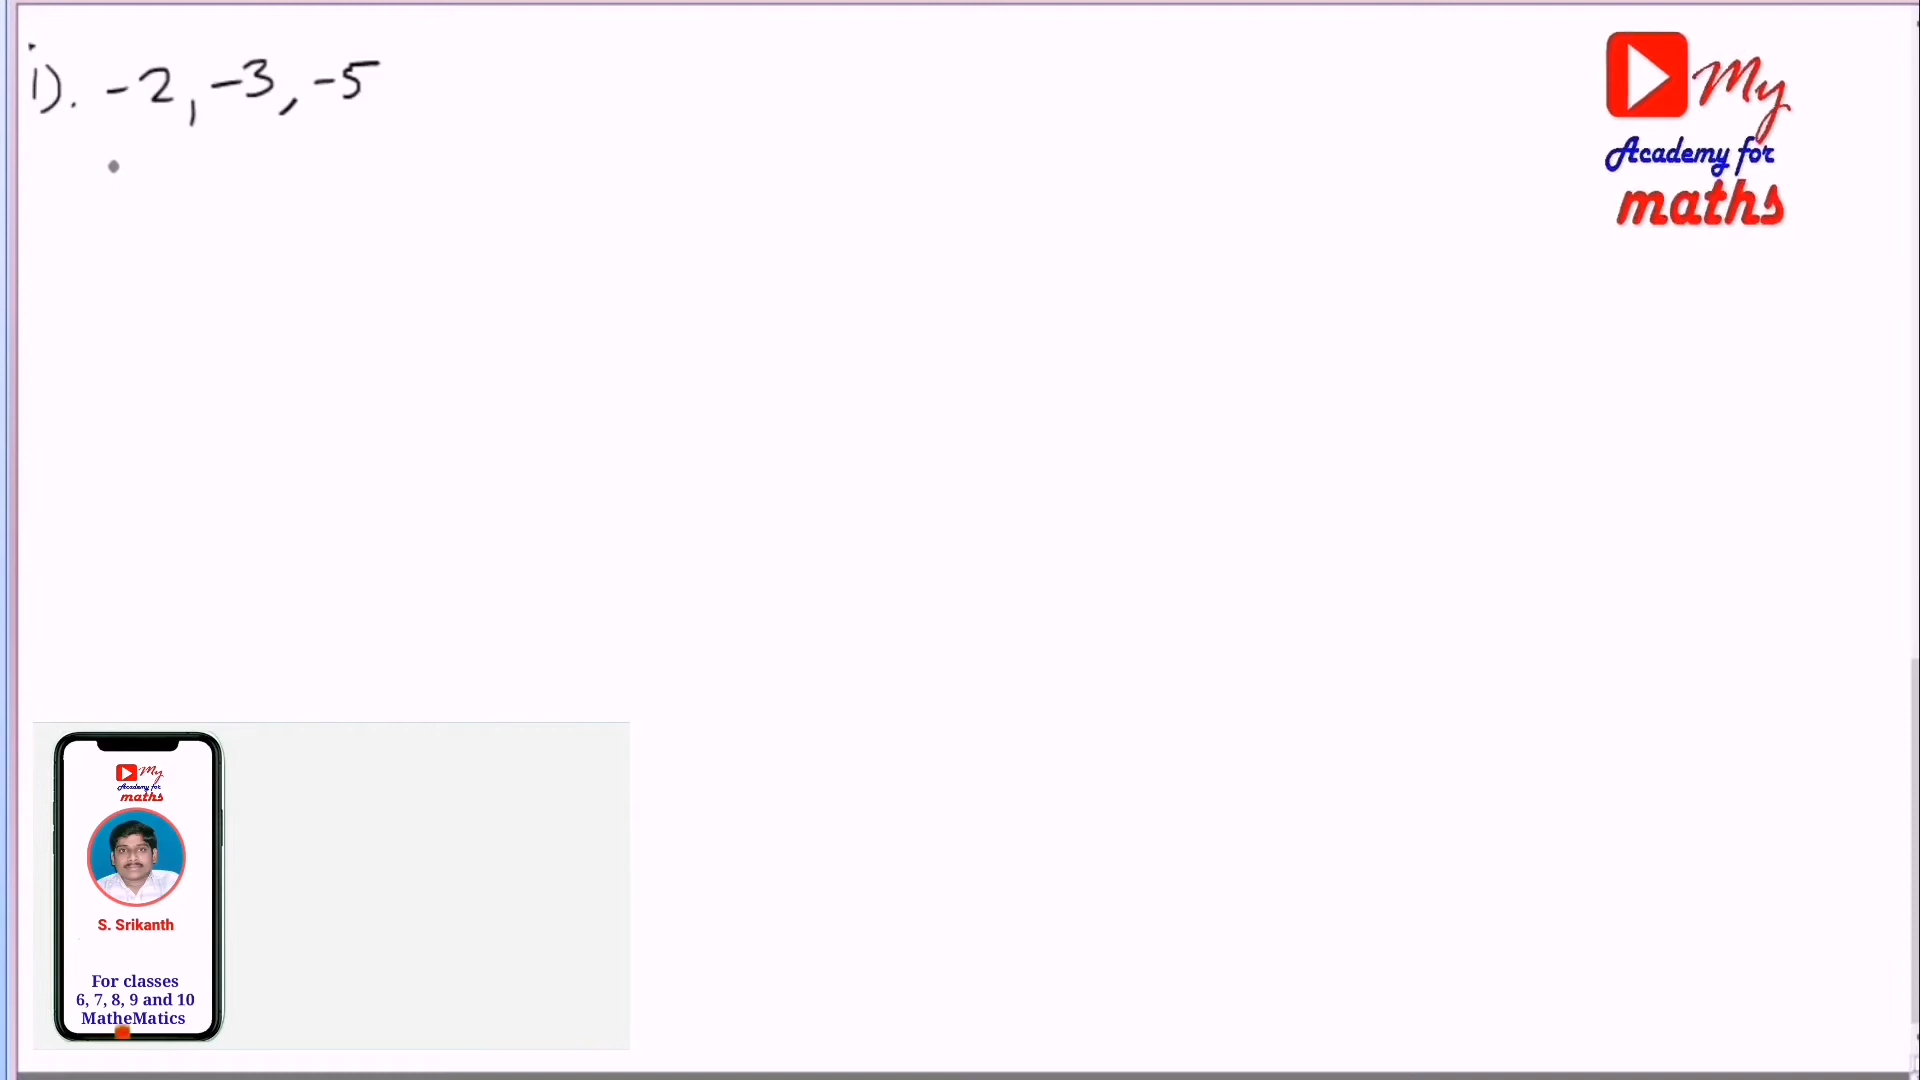 i). -2, -3, -5
My
Academy for
maths
My
Academy for
maths
S. Srikanth
For classes
6, 7, 8, 9 and 10
MatheMatics